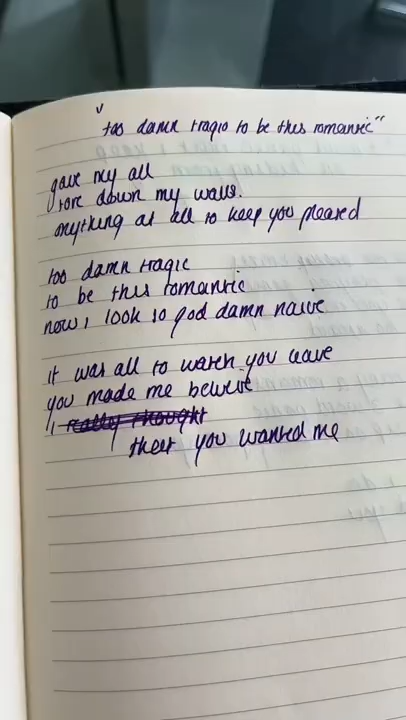 "too damn tragic to be this romantic"
gave my all
tore down my walls.
anything at all to keep you pleased
too damn tragic
to be this romantic
now i look so god damn naive
it was all to watch you leave
you made me believe
i really thought
that you wanted me